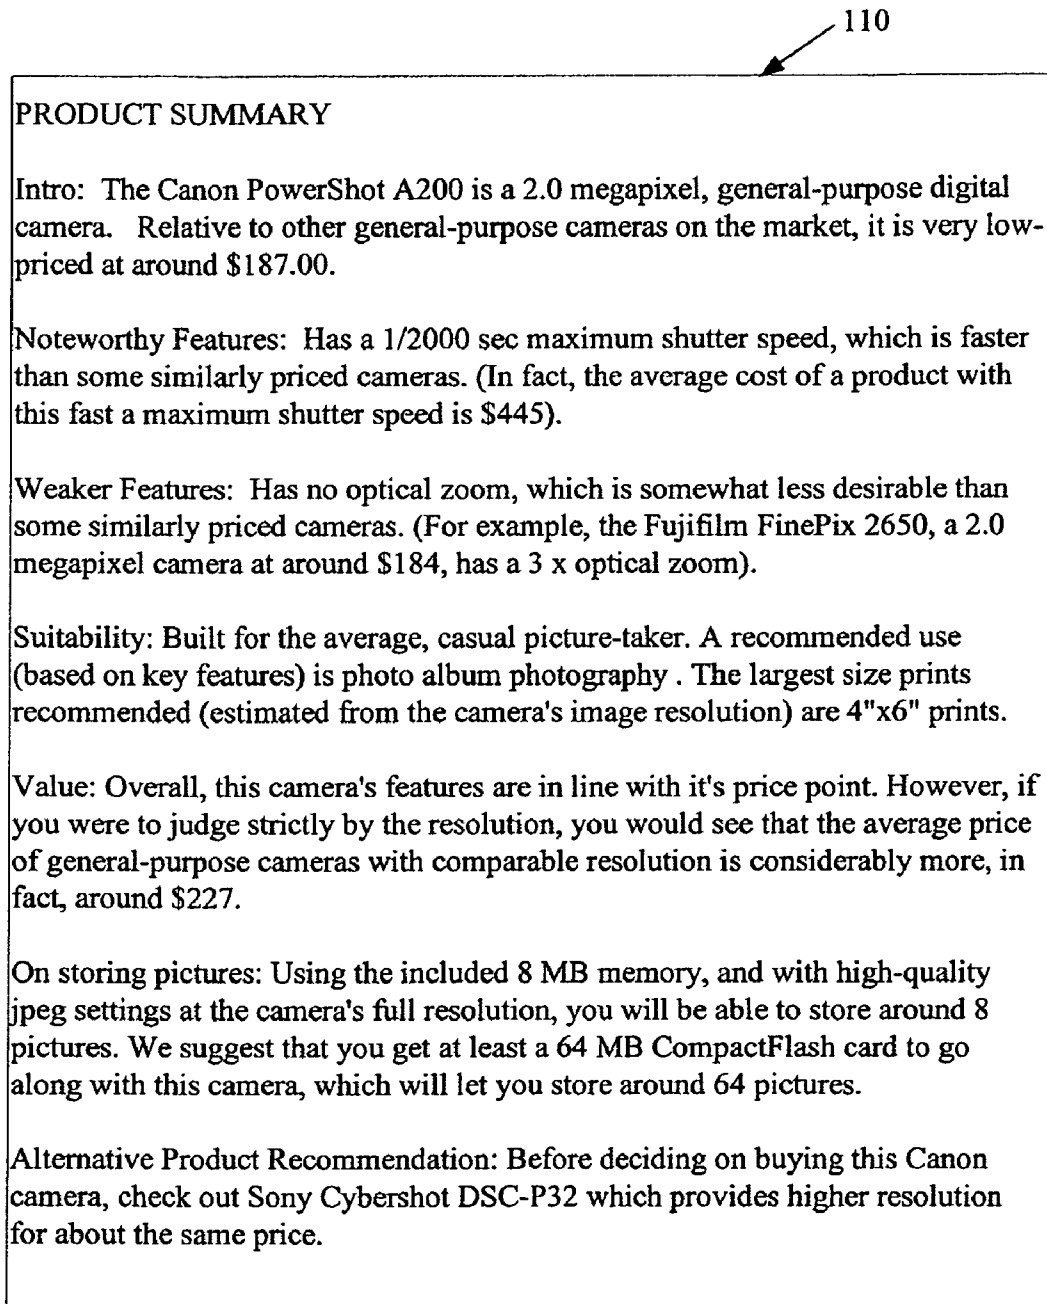 110
PRODUCT SUMMARY
Intro:  The Canon PowerShot A200 is a 2.0 megapixel, general-purpose digital
camera.   Relative to other general-purpose cameras on the market, it is very low-
priced at around $187.00.
Noteworthy Features:  Has a 1/2000 sec maximum shutter speed, which is faster
than some similarly priced cameras. (In fact, the average cost of a product with
this fast a maximum shutter speed is $445).
Weaker Features:  Has no optical zoom, which is somewhat less desirable than
some similarly priced cameras. (For example, the Fujifilm FinePix 2650, a 2.0
megapixel camera at around $184, has a 3 x optical zoom).
Suitability: Built for the average, casual picture-taker. A recommended use
(based on key features) is photo album photography . The largest size prints
recommended (estimated from the camera's image resolution) are 4"x6" prints.
Value: Overall, this camera's features are in line with it's price point. However, if
you were to judge strictly by the resolution, you would see that the average price
of general-purpose cameras with comparable resolution is considerably more, in
fact, around $227.
On storing pictures: Using the included 8 MB memory, and with high-quality
jpeg settings at the camera's full resolution, you will be able to store around 8
pictures. We suggest that you get at least a 64 MB CompactFlash card to go
along with this camera, which will let you store around 64 pictures.
Alternative Product Recommendation: Before deciding on buying this Canon
camera, check out Sony Cybershot DSC-P32 which provides higher resolution
for about the same price.